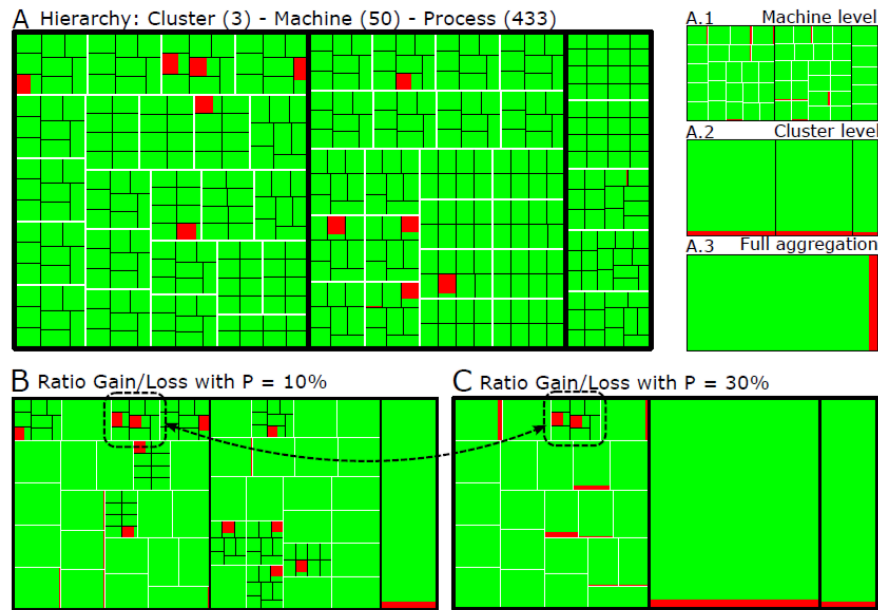 A Hierarchy: Cluster (3) - Machine (50) - Process (433)
A.1 Machine level
A.2 Cluster level
A.3 Full aggregation
B Ratio Gain/Loss with P = 10%
C Ratio Gain/Loss with P = 30%